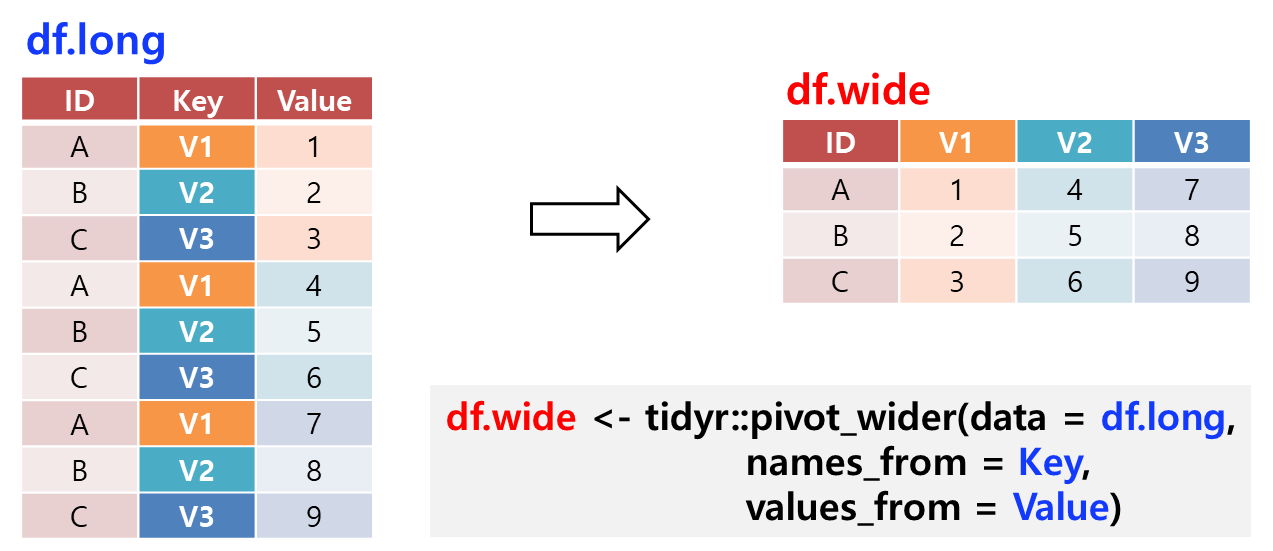 df.long
ID Key Value
A V1 1
B V2 2
C V3 3
A V1 4
B V2 5
C V3 6
A V1 7
B V2 8
C V3 9
df.wide
ID V1 V2 V3
A 1 4 7
B 2 5 8
C 3 6 9
df.wide <- tidyr::pivot_wider(data = df.long,
names_from = Key,
values_from = Value)